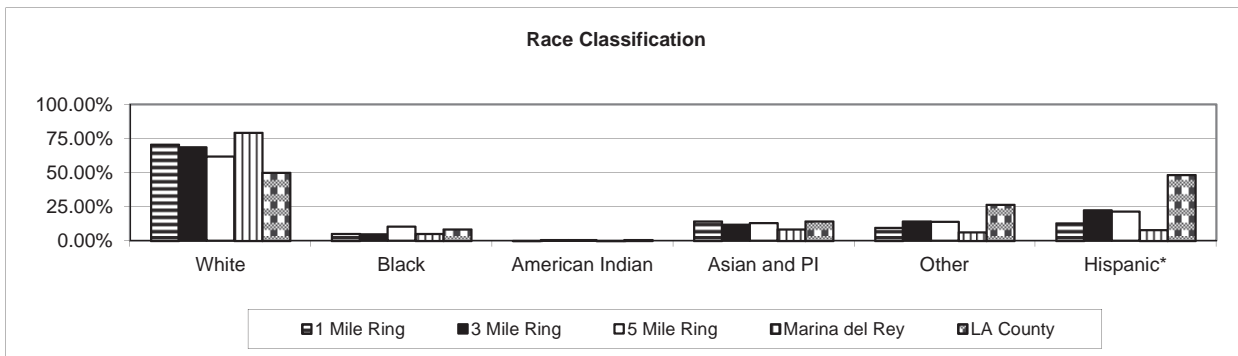 Race Classification
100.00%
75.00%
50.00%
25.00%
0.00%
White Black American Indian Asian and PI Other Hispanic*
1 Mile Ring 3 Mile Ring 5 Mile Ring Marina del Rey LA County